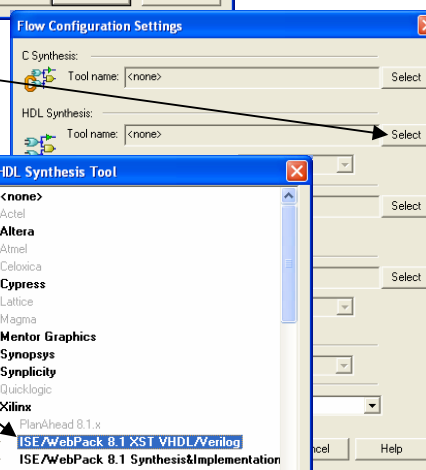 Flow Configuration Settings
C Synthesis:
Tool name: <none>
Select
HDL Synthesis:
Tool name: <none>
Select
HDL Synthesis Tool
<none>
Actel
Altera
Atmel
Celoxica
Cypress
Lattice
Magma
Mentor Graphics
Synopsys
Synplicity
Quicklogic
Xilinx
PlanAhead 8.1.x
ISE/WebPack 8.1 XST VHDL/Verilog
ISE/WebPack 8.1 Synthesis&Implementation
Select
Select
ncel
Help